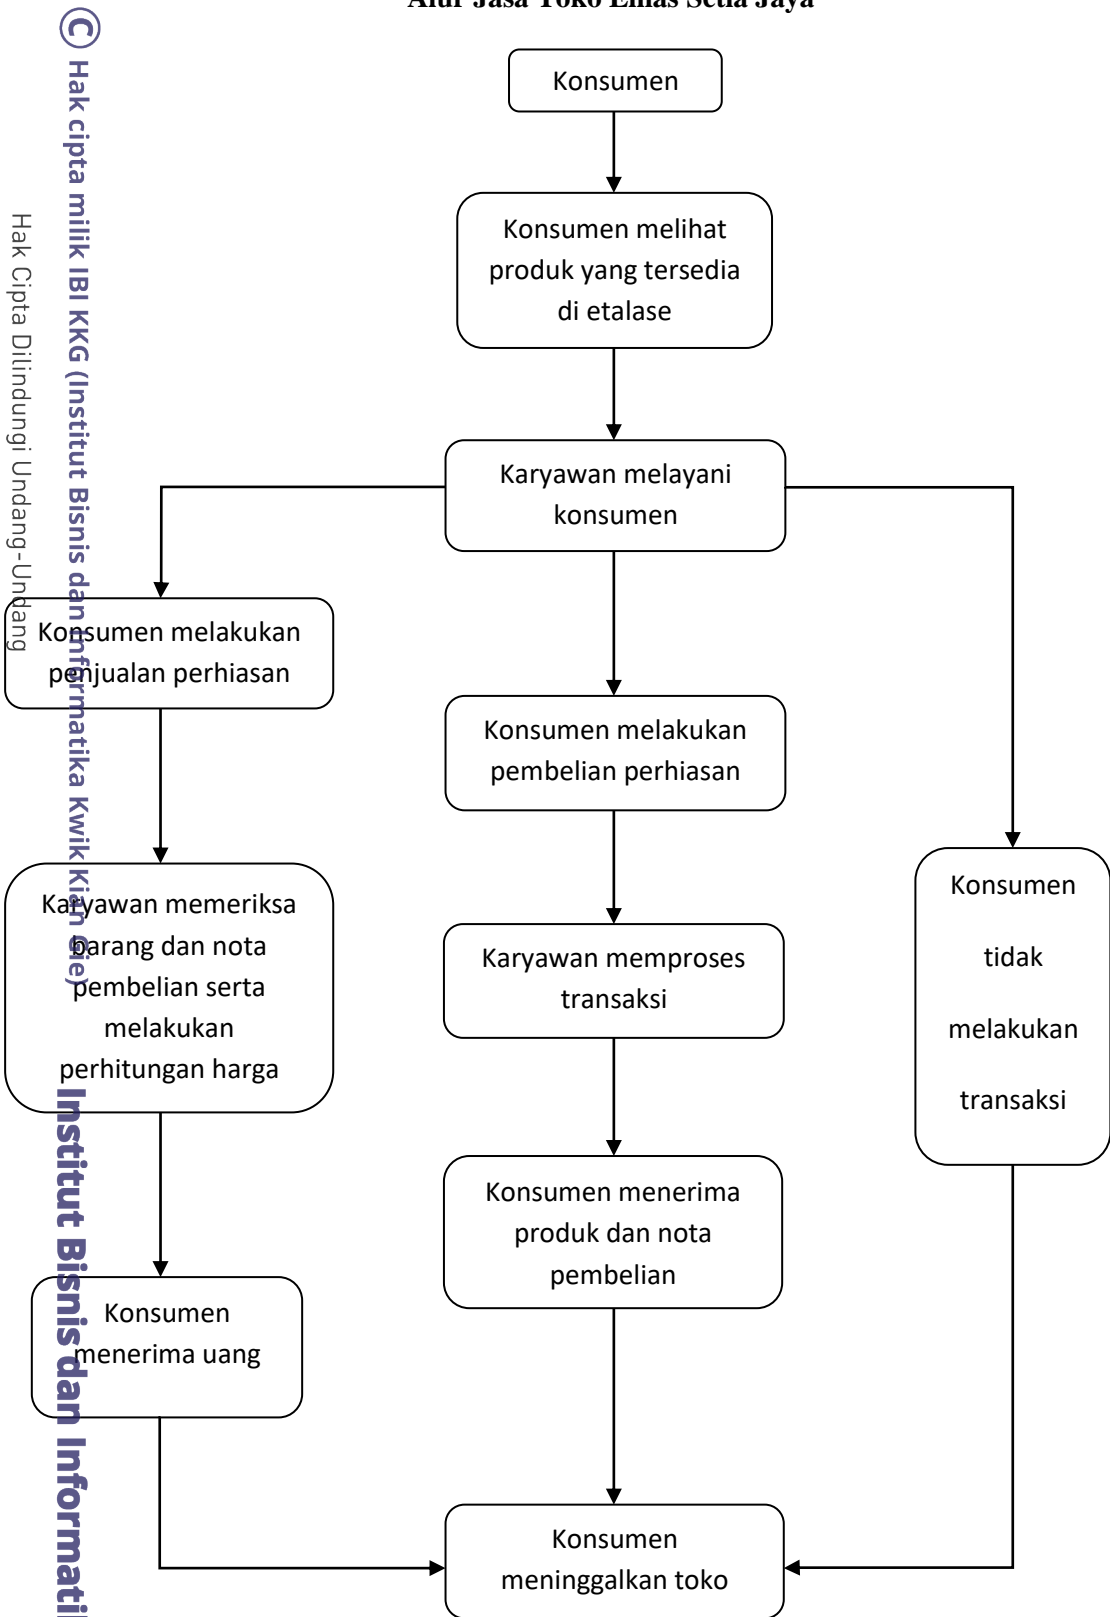 Alur Jasa Toko Emas Setia Jaya
Konsumen
Konsumen melihat
produk yang tersedia
di etalase
Karyawan melayani
konsumen
Konsumen melakukan
penjualan perhiasan
Konsumen melakukan
pembelian perhiasan
Karyawan memeriksa
barang dan nota
pembelian serta
melakukan
perhitungan harga
Karyawan memproses
transaksi
Konsumen
tidak
melakukan
transaksi
Konsumen menerima
produk dan nota
pembelian
Konsumen
menerima uang
Konsumen
meninggalkan toko
© Hak cipta milik IBI KKG (Institut Bisnis dan Informatika Kwik Kian Gie)
Hak Cipta Dilindungi Undang-Undang
Institut Bisnis dan